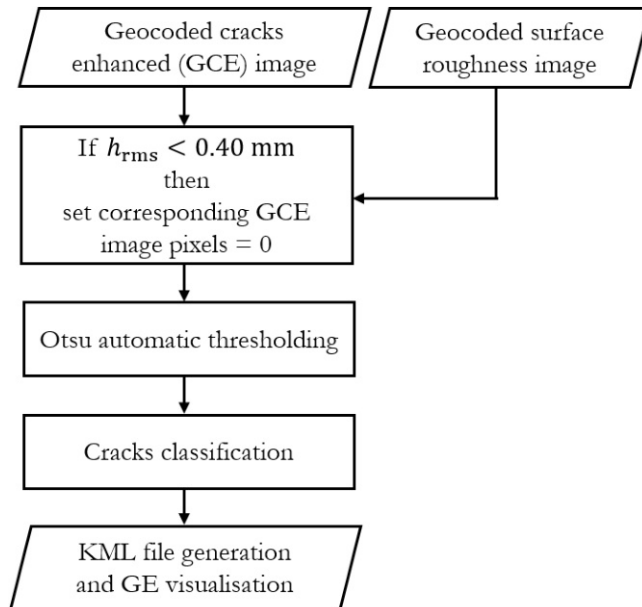 Geocoded cracks
enhanced (GCE) image
Geocoded surface
roughness image
If h_rms < 0.40 mm
then
set corresponding GCE
image pixels = 0
Otsu automatic thresholding
Cracks classification
KML file generation
and GE visualisation